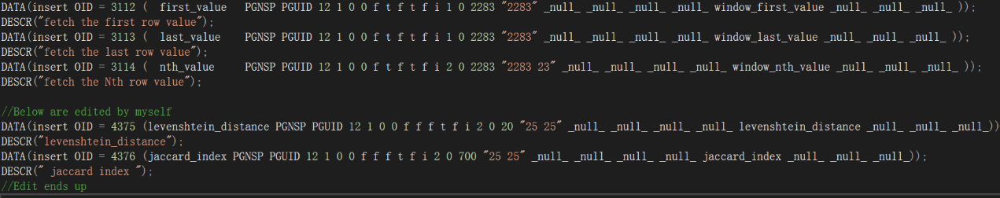 DATA(insert OID = 3112 (  first_value   PGNSP PGUID 12 1 0 0 f t f t f i 1 0 2283 "2283" _null_ _null_ _null_ _null_ window_first_value _null_ _null_ _null_ ));
DESCR("fetch the first row value");
DATA(insert OID = 3113 (  last_value    PGNSP PGUID 12 1 0 0 f t f t f i 1 0 2283 "2283" _null_ _null_ _null_ _null_ window_last_value _null_ _null_ _null_ ));
DESCR("fetch the last row value");
DATA(insert OID = 3114 (  nth_value     PGNSP PGUID 12 1 0 0 f t f t f i 2 0 2283 "2283 23" _null_ _null_ _null_ _null_ window_nth_value _null_ _null_ _null_ ));
DESCR("fetch the Nth row value");
//Below are edited by myself
DATA(insert OID = 4375 (levenshtein_distance PGNSP PGUID 12 1 0 0 f f f t f i 2 0 20 "25 25" _null_ _null_ _null_ _null_ levenshtein_distance _null_ _null_ _null_))
DESCR("levenshtein_distance");
DATA(insert OID = 4376 (jaccard_index PGNSP PGUID 12 1 0 0 f f f t f i 2 0 700 "25 25" _null_ _null_ _null_ _null_ jaccard_index _null_ _null_ _null_));
DESCR(" jaccard index ");
//Edit ends up